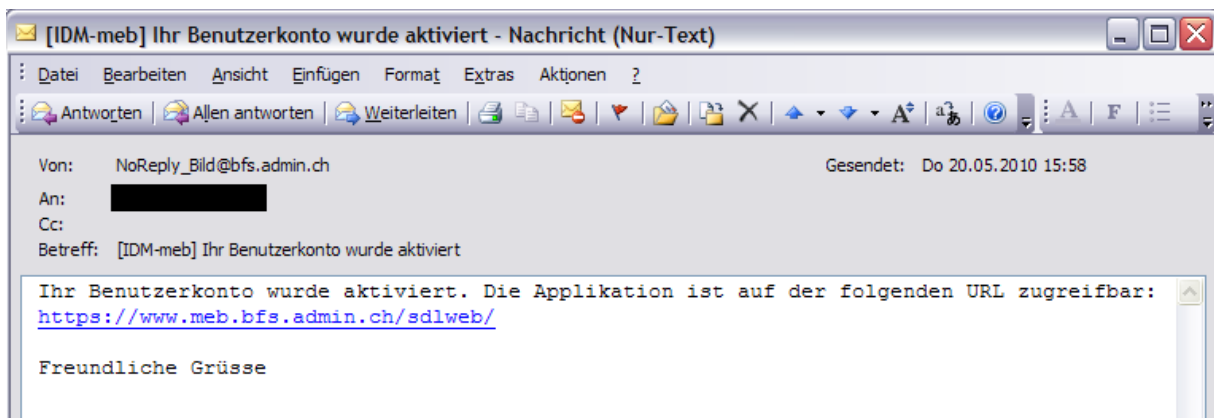 [IDM-meb] Ihr Benutzerkonto wurde aktiviert - Nachricht (Nur-Text)
Datei Bearbeiten Ansicht Einfügen Format Extras Aktionen ?
Antworten Allen antworten Weiterleiten A F
Von: NoReply_Bild@bfs.admin.ch Gesendet: Do 20.05.2010 15:58
An:
Cc:
Betreff: [IDM-meb] Ihr Benutzerkonto wurde aktiviert
Ihr Benutzerkonto wurde aktiviert. Die Applikation ist auf der folgenden URL zugreifbar:
https://www.meb.bfs.admin.ch/sdlweb/
Freundliche Grüsse